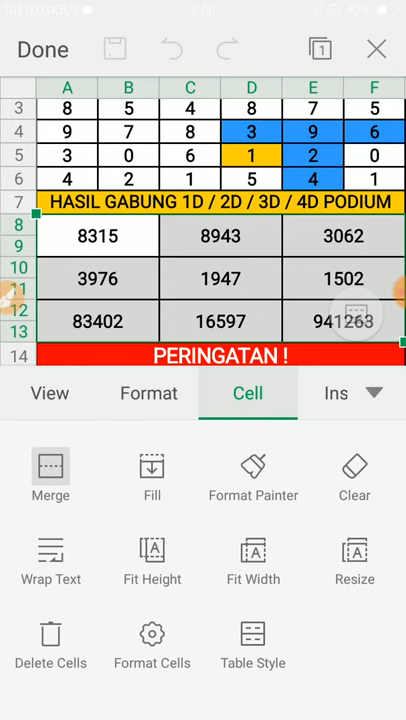 2:06
42%
Done
1
A B C D E F
3 8 5 4 8 7 5
4 9 7 8 3 9 6
5 3 0 6 1 2 0
6 4 2 1 5 4 1
7 HASIL GABUNG 1D / 2D / 3D / 4D PODIUM
8 8315 8943 3062
9
10 3976 1947 1502
11
12 83402 16597 941263
13
14 PERINGATAN !
View Format Cell Ins
Merge Fill Format Painter Clear
Wrap Text Fit Height Fit Width Resize
Delete Cells Format Cells Table Style